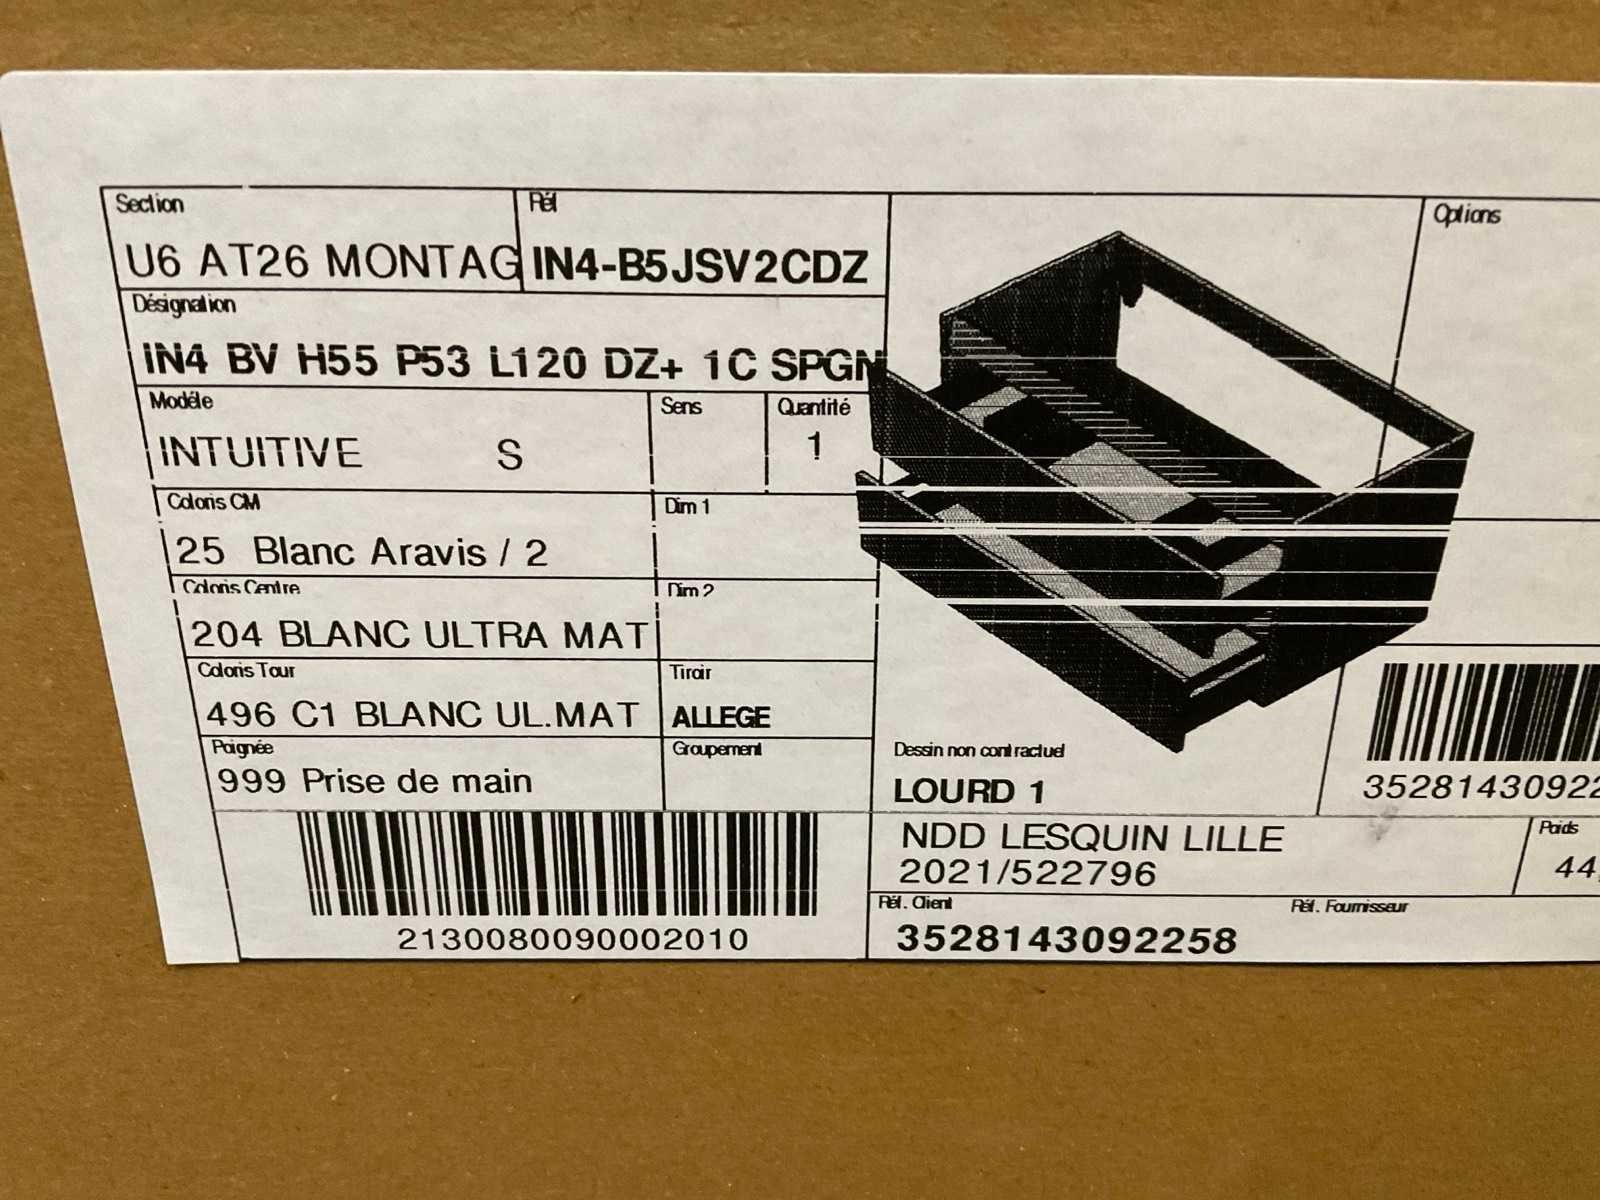 Section
U6 AT26 MONTAG
Réf
IN4-B5JSV2CDZ
Options
Désignation
IN4 BV H55 P53 L120 DZ+ 1C SPGN
Modéle
INTUITIVE S
Sens
Quantité
1
Coloris CM
25 Blanc Aravis / 2
Dim 1
Coloris Centre
204 BLANC ULTRA MAT
Dim 2
Coloris Tour
496 C1 BLANC UL.MAT
Tiroir
ALLEGE
Poignée
999 Prise de main
Groupement
Dessin non contractuel
LOURD 1
35281430922
2130080090002010
NDD LESQUIN LILLE
2021/522796
Poids
44,
Réf. Client
3528143092258
Réf. Fournisseur